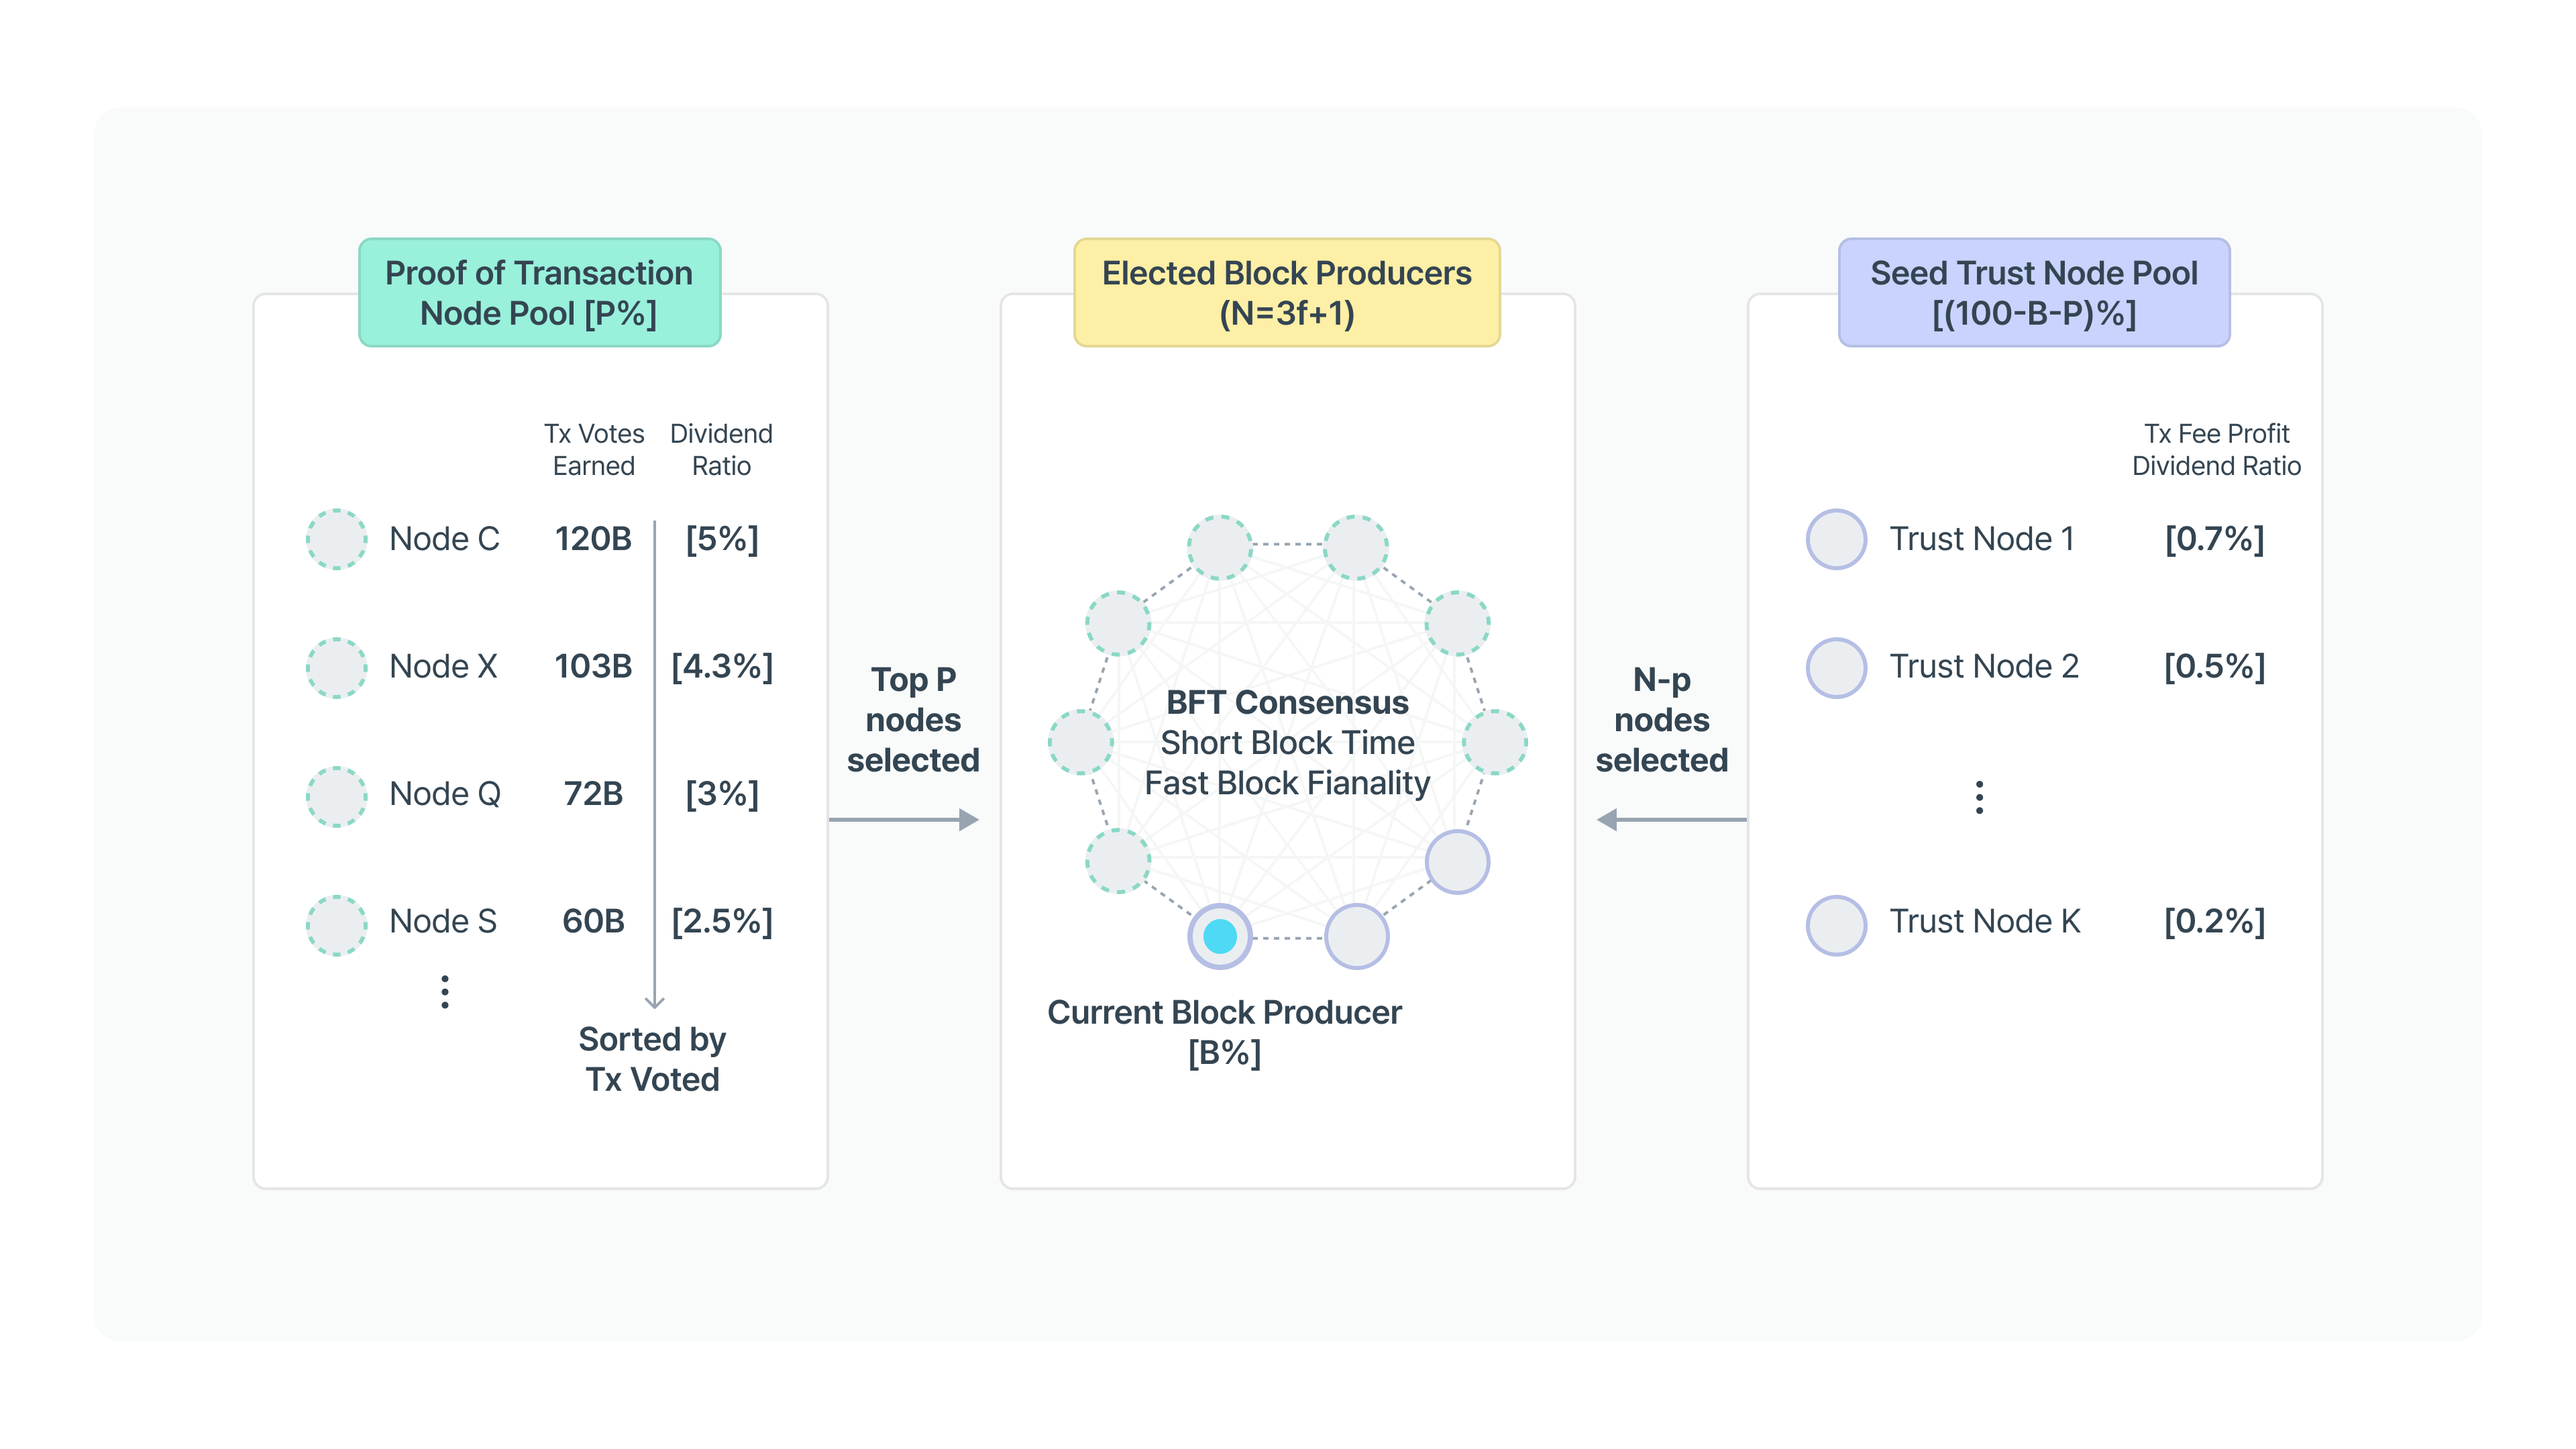 Proof of Transaction
Node Pool [P%]
Tx Votes
Earned
Dividend
Ratio
Node C 120B [5%]
Node X 103B [4.3%]
Node Q 72B [3%]
Node S 60B [2.5%]
Sorted by
Tx Voted
Top P
nodes
selected
Elected Block Producers
(N=3f+1)
BFT Consensus
Short Block Time
Fast Block Fianality
Current Block Producer
[B%]
N-p
nodes
selected
Seed Trust Node Pool
[(100-B-P)%]
Tx Fee Profit
Dividend Ratio
Trust Node 1 [0.7%]
Trust Node 2 [0.5%]
Trust Node K [0.2%]